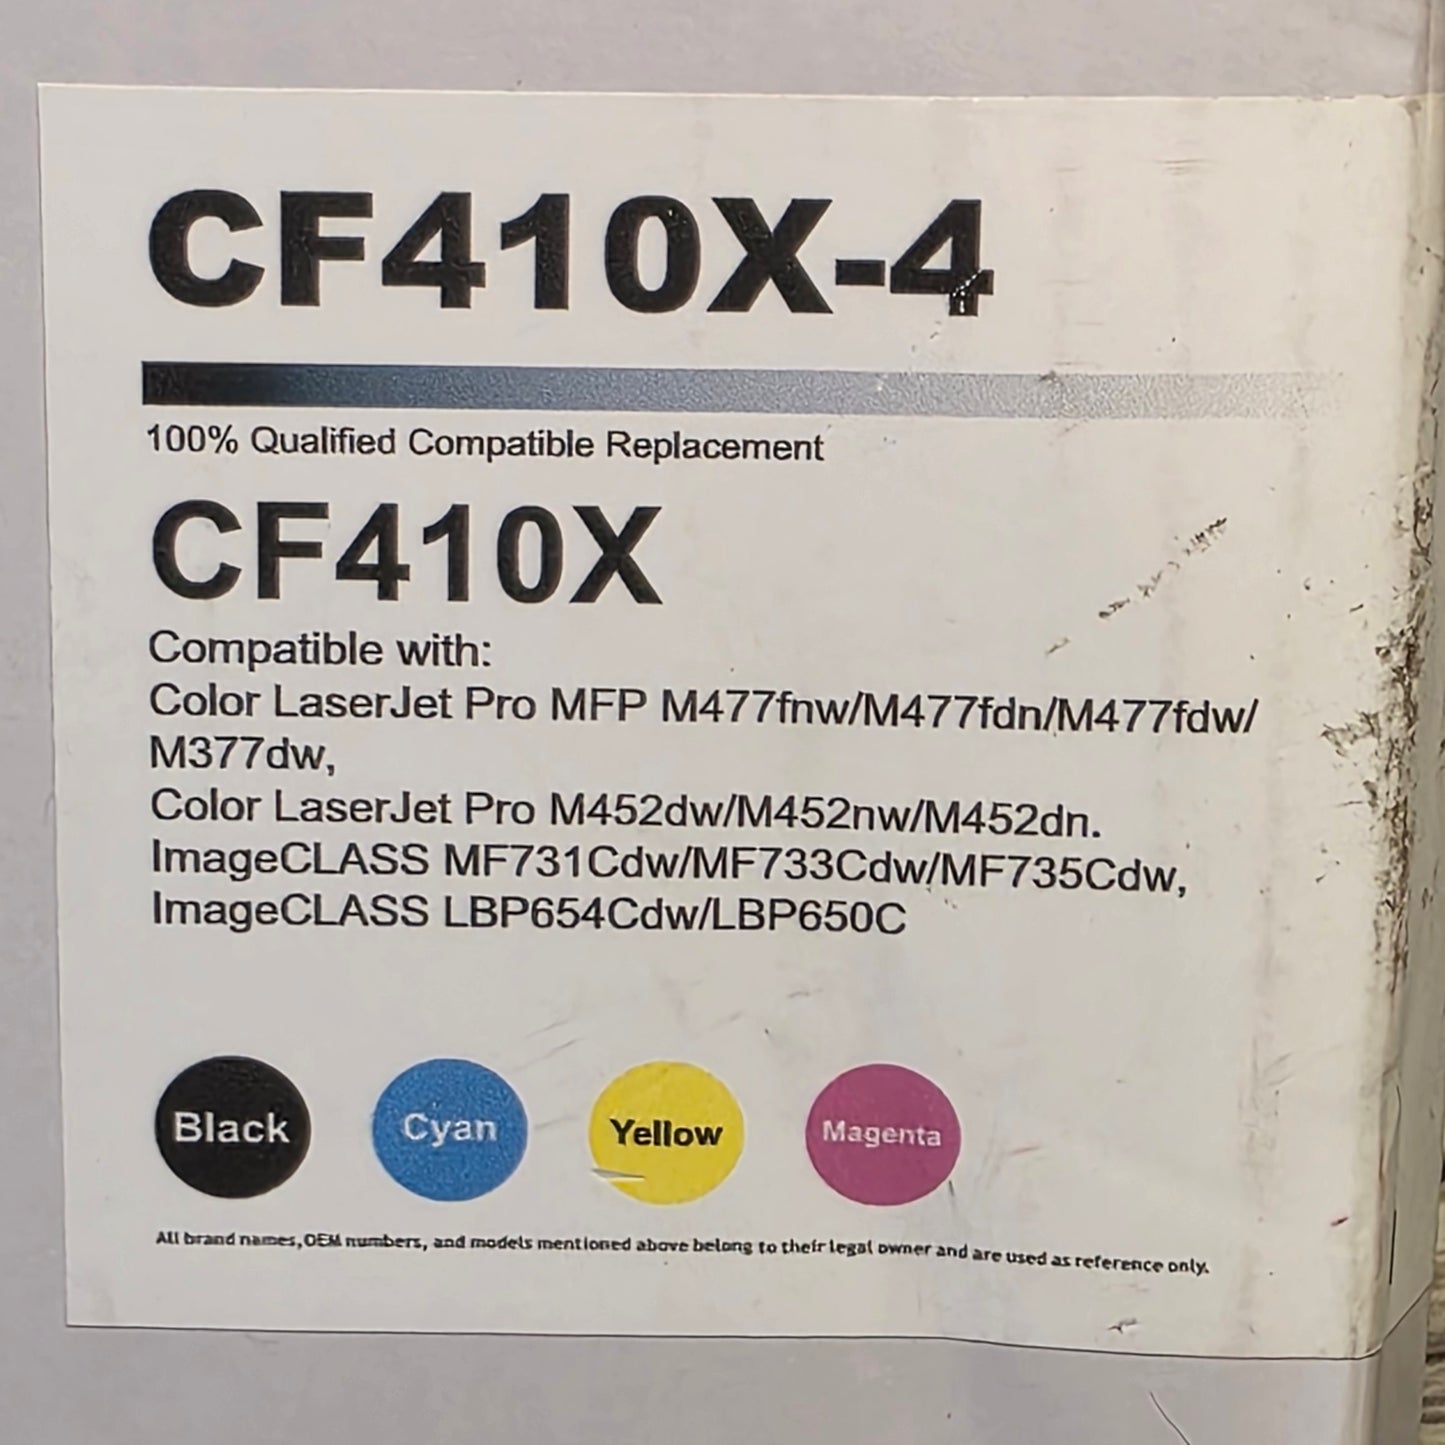 CF410X-4
100% Qualified Compatible Replacement
CF410X
Compatible with:
Color LaserJet Pro MFP M477fnw/M477fdn/M477fdw/
M377dw,
Color LaserJet Pro M452dw/M452nw/M452dn.
ImageCLASS MF731Cdw/MF733Cdw/MF735Cdw,
ImageCLASS LBP654Cdw/LBP650C
Black Cyan Yellow Magenta
All brand names,OEM numbers, and models mentioned above belong to their legal owner and are used as reference only.